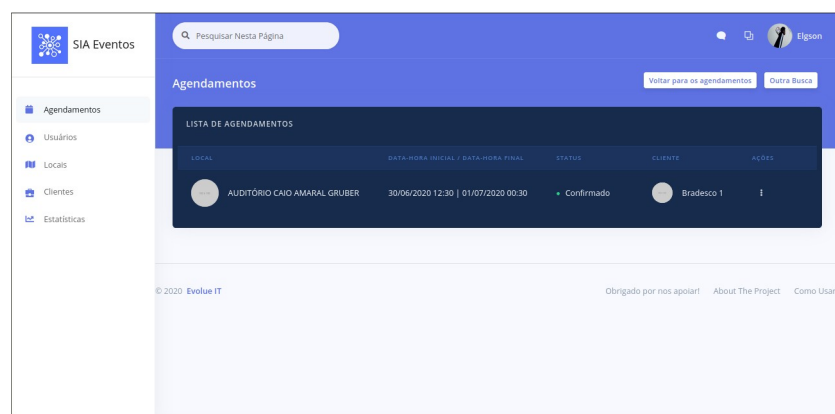 SIA Eventos
Pesquisar Nesta Página
Elgson
Agendamentos
Voltar para os agendamentos
Outra Busca
Agendamentos
Usuários
Locais
Clientes
Estatísticas
LISTA DE AGENDAMENTOS
LOCAL DATA-HORA INICIAL / DATA-HORA FINAL STATUS CLIENTE AÇÕES
AUDITÓRIO CAIO AMARAL GRUBER 30/06/2020 12:30 | 01/07/2020 00:30 Confirmado Bradesco 1
© 2020 Evolue IT
Obrigado por nos apoiar! About The Project Como Usar